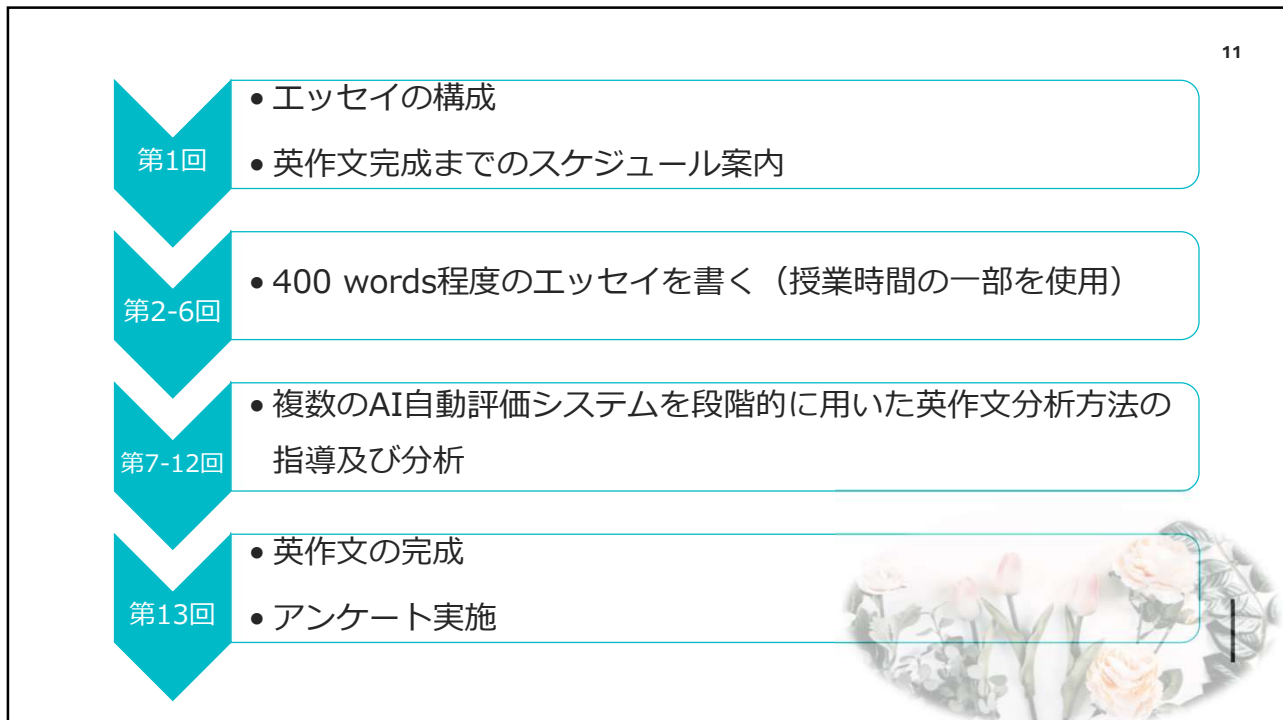 11
第1回
• エッセイの構成
• 英作文完成までのスケジュール案内
第2-6回
• 400 words程度のエッセイを書く（授業時間の一部を使用）
第7-12回
• 複数のAI自動評価システムを段階的に用いた英作文分析方法の
指導及び分析
第13回
• 英作文の完成
• アンケート実施